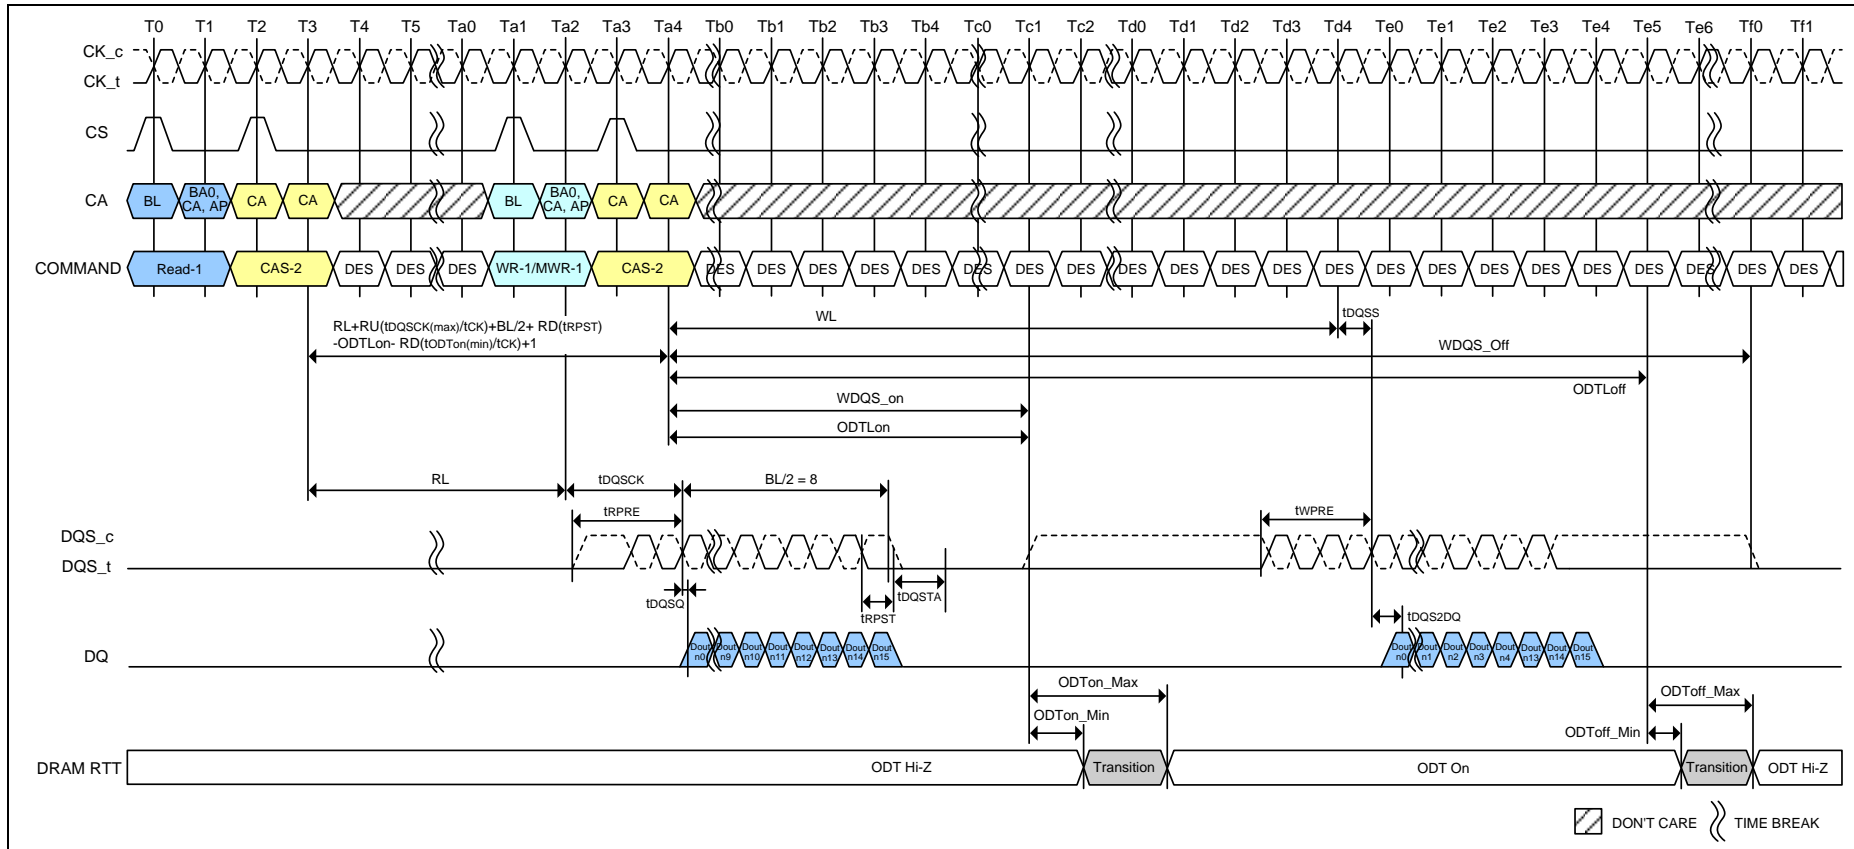 T0 T1 T2 T3 T4 T5 Ta0 Ta1 Ta2 Ta3 Ta4 Tb0 Tb1 Tb2 Tb3 Tb4 Tc0 Tc1 Tc2 Td0 Td1 Td2 Td3 Td4 Te0 Te1 Te2 Te3 Te4 Te5 Te6 Tf0 Tf1
CK_c
CK_t
CS
CA BL BA0, CA, AP CA CA BL BA0, CA, AP CA CA
COMMAND Read-1 CAS-2 DES DES DES WR-1/MWR-1 CAS-2 DES DES DES DES DES DES DES DES DES DES DES DES DES DES DES DES DES DES DES DES DES DES
RL+RU(tDQSCK(max)/tCK)+BL/2+ RD(tRPST)
-ODTLon- RD(tODTon(min)/tCK)+1
WL
tDQSS
WDQS_Off
ODTLoff
WDQS_on
ODTLon
RL
tDQSCK
BL/2 = 8
tRPRE
tWPRE
DQS_c
DQS_t
tDQSQ
tRPST
tDQSTA
tDQS2DQ
DQ
Dout n0 Dout n9 Dout n10 Dout n11 Dout n12 Dout n13 Dout n14 Dout n15
Dout n0 Dout n1 Dout n2 Dout n3 Dout n4 Dout n13 Dout n14 Dout n15
ODTon_Max
ODTon_Min
ODToff_Max
ODToff_Min
DRAM RTT ODT Hi-Z Transition ODT On Transition ODT Hi-Z
DON'T CARE
TIME BREAK